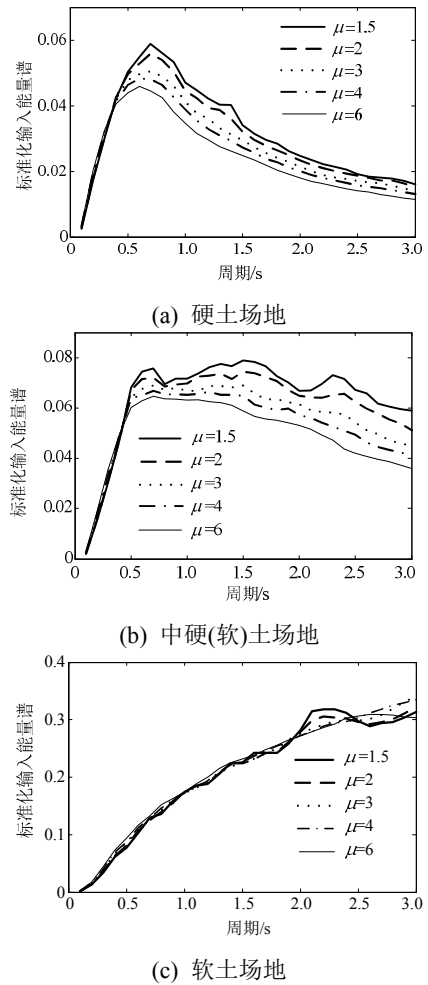 标准化输入能量谱
0.06
0.04
0.02
0
0.0
0.5
1.0
1.5
2.0
2.5
3.0
μ=1.5
μ=2
μ=3
μ=4
μ=6
周期/s
(a) 硬土场地
标准化输入能量谱
0.08
0.06
0.04
0.02
0
0.0
0.5
1.0
1.5
2.0
2.5
3.0
μ=1.5
μ=2
μ=3
μ=4
μ=6
周期/s
(b) 中硬(软)土场地
标准化输入能量谱
0.4
0.3
0.2
0.1
0
0.0
0.5
1.0
1.5
2.0
2.5
3.0
μ=1.5
μ=2
μ=3
μ=4
μ=6
周期/s
(c) 软土场地